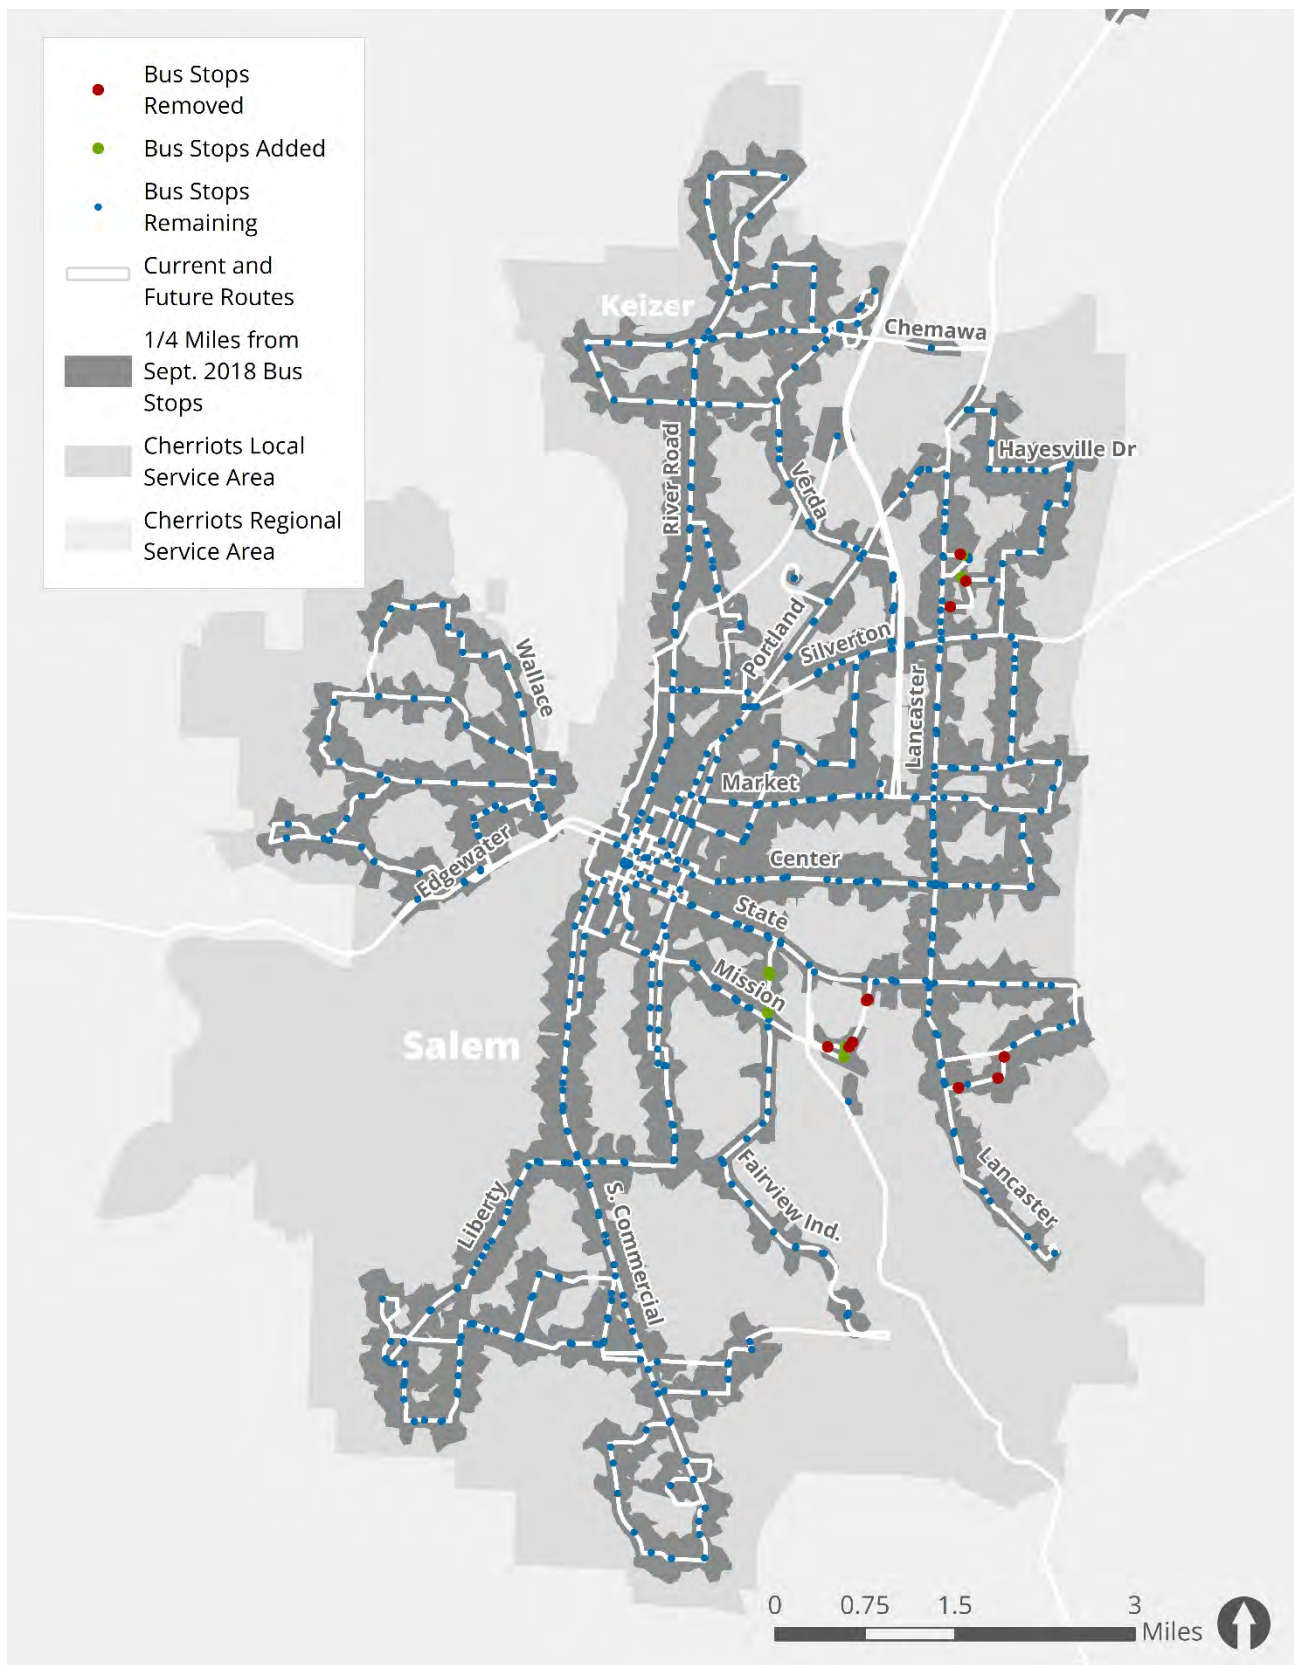 Bus Stops
Removed
Bus Stops Added
Bus Stops
Remaining
Current and
Future Routes
1/4 Miles from
Sept. 2018 Bus
Stops
Cherriots Local
Service Area
Cherriots Regional
Service Area
Keizer
Chemawa
River Road
Verda
Hayesville Dr
Portland
Silverton
Wallace
Lancaster
Market
Edgewater
Center
State
Mission
Salem
Fairview Ind.
Lancaster
Liberty
S. Commercial
0 0.75 1.5 3
Miles